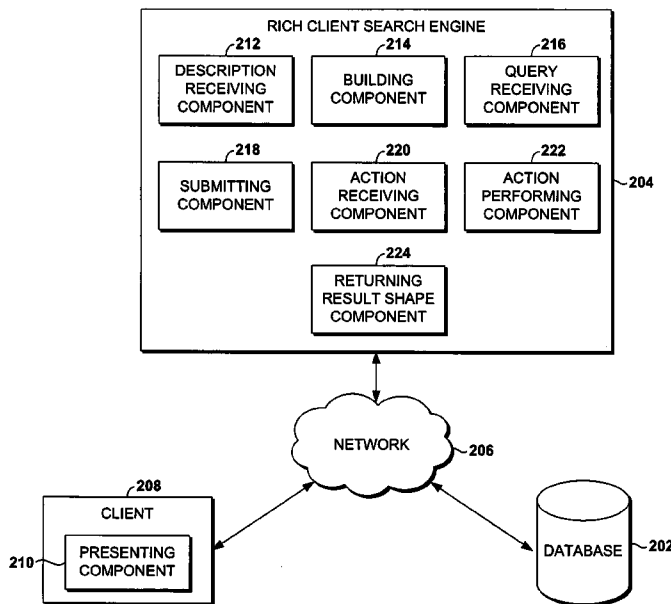 RICH CLIENT SEARCH ENGINE
212
DESCRIPTION
RECEIVING
COMPONENT
214
BUILDING
COMPONENT
216
QUERY
RECEIVING
COMPONENT
218
SUBMITTING
COMPONENT
220
ACTION
RECEIVING
COMPONENT
222
ACTION
PERFORMING
COMPONENT
204
224
RETURNING
RESULT SHAPE
COMPONENT
NETWORK
206
208
CLIENT
210
PRESENTING
COMPONENT
DATABASE
202